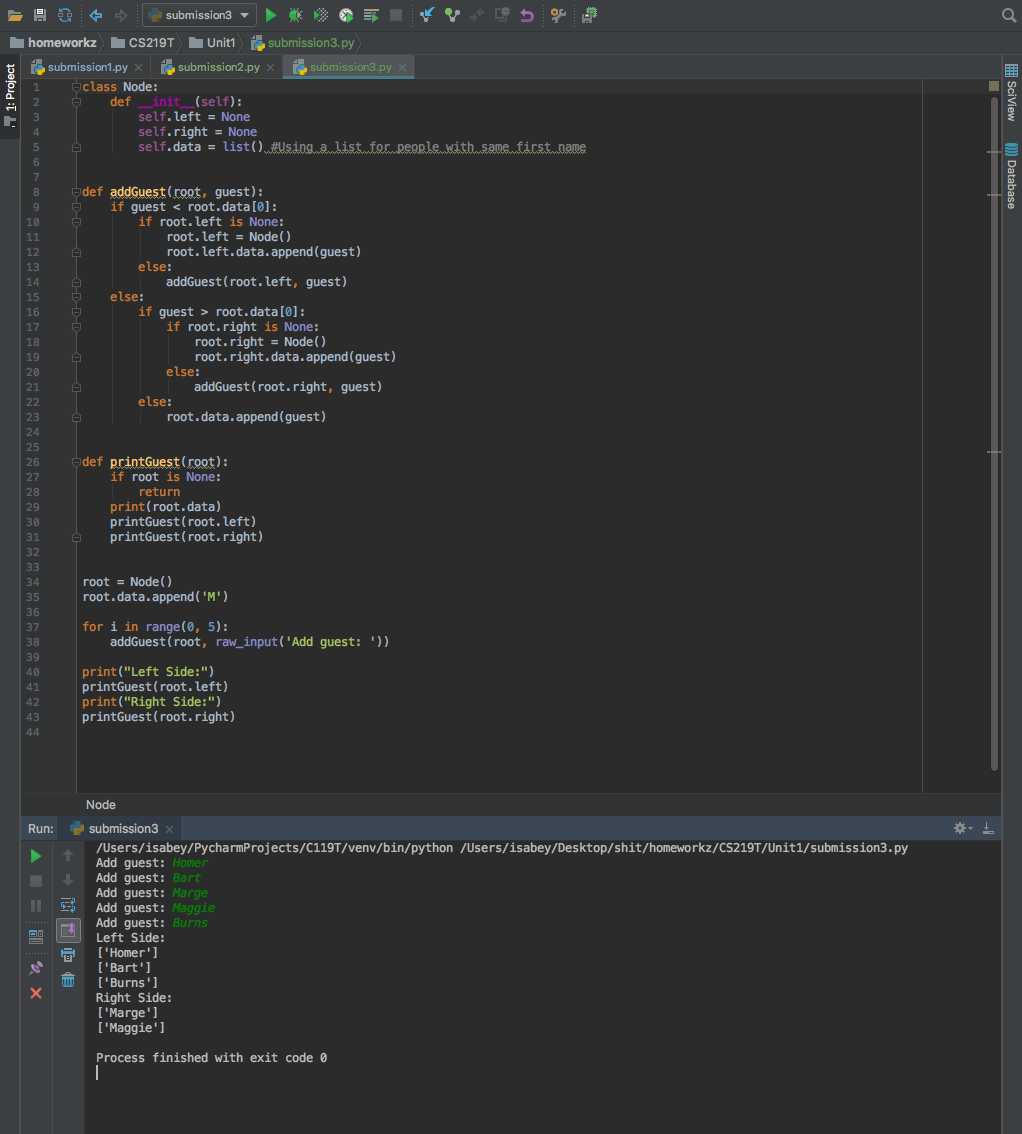 submission3
homeworkz CS219T Unit1 submission3.py
submission1.py submission2.py submission3.py
1: Project
SciView
Database
1 class Node:
2     def __init__(self):
3         self.left = None
4         self.right = None
5         self.data = list() #Using a list for people with same first name
6
7
8 def addGuest(root, guest):
9     if guest < root.data[0]:
10         if root.left is None:
11             root.left = Node()
12             root.left.data.append(guest)
13         else:
14             addGuest(root.left, guest)
15     else:
16         if guest > root.data[0]:
17             if root.right is None:
18                 root.right = Node()
19                 root.right.data.append(guest)
20             else:
21                 addGuest(root.right, guest)
22         else:
23             root.data.append(guest)
24
25
26 def printGuest(root):
27     if root is None:
28         return
29     print(root.data)
30     printGuest(root.left)
31     printGuest(root.right)
32
33
34 root = Node()
35 root.data.append('M')
36
37 for i in range(0, 5):
38     addGuest(root, raw_input('Add guest: '))
39
40 print("Left Side:")
41 printGuest(root.left)
42 print("Right Side:")
43 printGuest(root.right)
44
Node
Run: submission3
/Users/isabey/PycharmProjects/C119T/venv/bin/python /Users/isabey/Desktop/shit/homeworkz/CS219T/Unit1/submission3.py
Add guest: Homer
Add guest: Bart
Add guest: Marge
Add guest: Maggie
Add guest: Burns
Left Side:
['Homer']
['Bart']
['Burns']
Right Side:
['Marge']
['Maggie']
Process finished with exit code 0